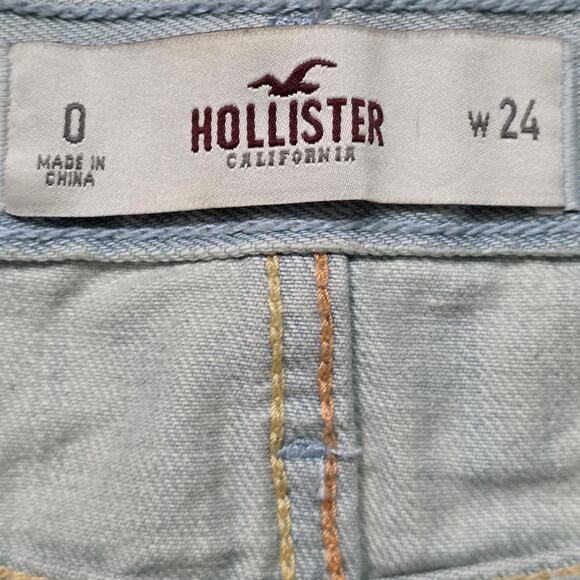 0
MADE IN
CHINA
HOLLISTER
CALIFORNIA
W 24